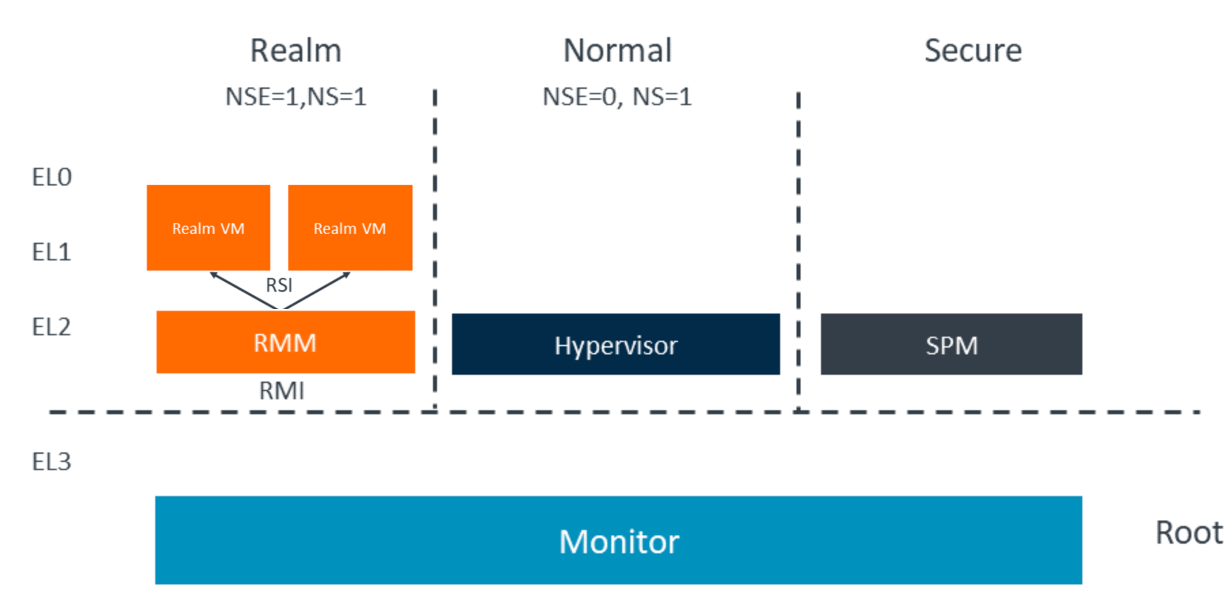 Realm
Normal
Secure
NSE=1,NS=1
NSE=0, NS=1
EL0
Realm VM
Realm VM
EL1
RSI
EL2
RMM
Hypervisor
SPM
RMI
EL3
Monitor
Root